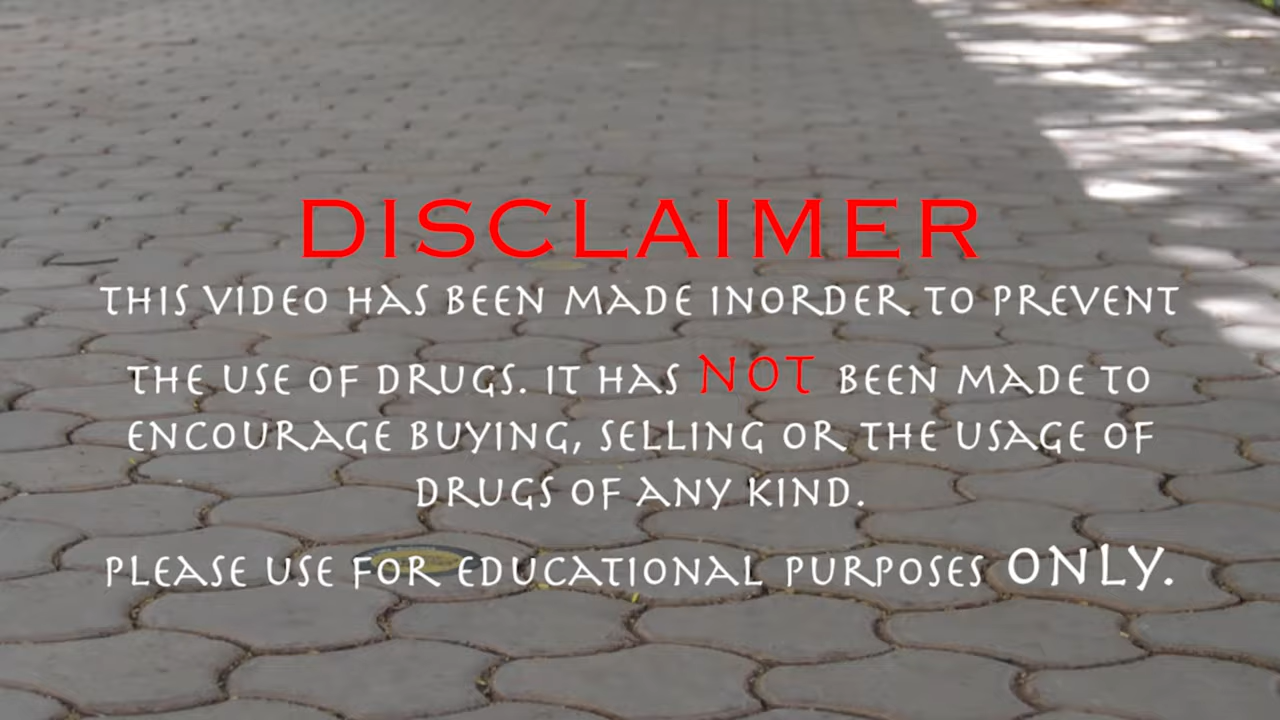 DISCLAIMER
THIS VIDEO HAS BEEN MADE INORDER TO PREVENT
THE USE OF DRUGS. IT HAS NOT BEEN MADE TO
ENCOURAGE BUYING, SELLING OR THE USAGE OF
DRUGS OF ANY KIND.
PLEASE USE FOR EDUCATIONAL PURPOSES ONLY.